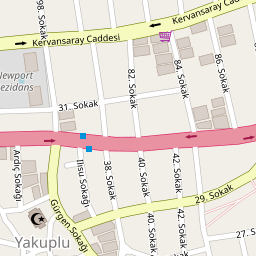 Kervansaray Caddesi
Kervansaray
Newport
Rezidans
98. Sokak
82. Sokak
84. Sokak
86. Sokak
31. Sokak
Ardıç Sokağı
Ilısu Sokağı
38. Sokak
40. Sokak
42. Sokak
29. Sokak
Gürgen Sokağı
Yakuplu
40. Sokak
42. Sokak
27. S